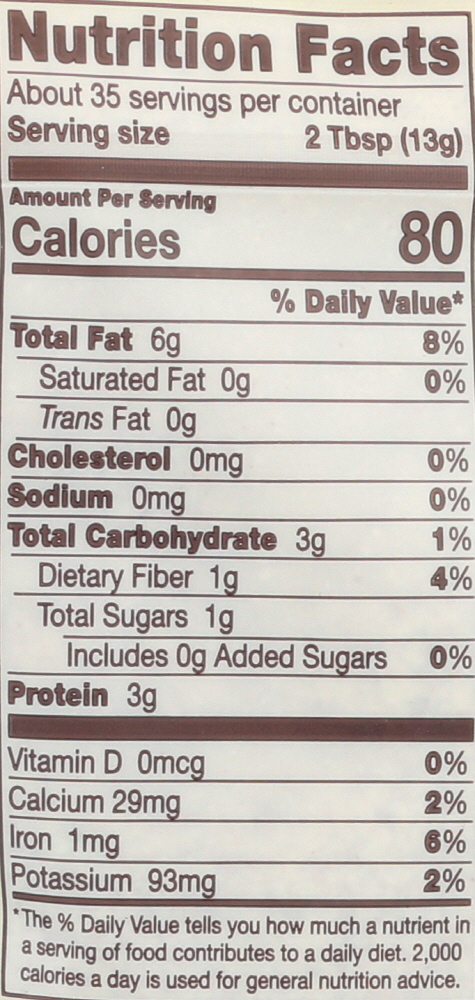 Nutrition Facts
About 35 servings per container
Serving size 2 Tbsp (13g)
Amount Per Serving
Calories 80
% Daily Value*
Total Fat 6g 8%
Saturated Fat 0g 0%
Trans Fat 0g
Cholesterol 0mg 0%
Sodium 0mg 0%
Total Carbohydrate 3g 1%
Dietary Fiber 1g 4%
Total Sugars 1g
Includes 0g Added Sugars 0%
Protein 3g
Vitamin D 0mcg 0%
Calcium 29mg 2%
Iron 1mg 6%
Potassium 93mg 2%
*The % Daily Value tells you how much a nutrient in
a serving of food contributes to a daily diet. 2,000
calories a day is used for general nutrition advice.